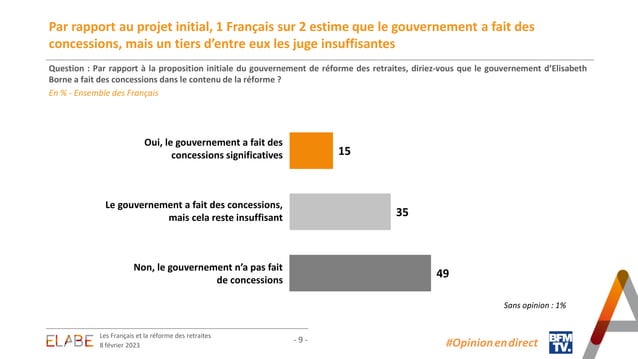 Par rapport au projet initial, 1 Français sur 2 estime que le gouvernement a fait des
concessions, mais un tiers d’entre eux les juge insuffisantes
Question : Par rapport à la proposition initiale du gouvernement de réforme des retraites, diriez-vous que le gouvernement d’Elisabeth
Borne a fait des concessions dans le contenu de la réforme ?
En % - Ensemble des Français
Oui, le gouvernement a fait des
concessions significatives
15
Le gouvernement a fait des concessions,
mais cela reste insuffisant
35
Non, le gouvernement n’a pas fait
de concessions
49
Sans opinion : 1%
ELABE
Les Français et la réforme des retraites
8 février 2023
- 9 -
#Opinion en direct
BFM
TV.